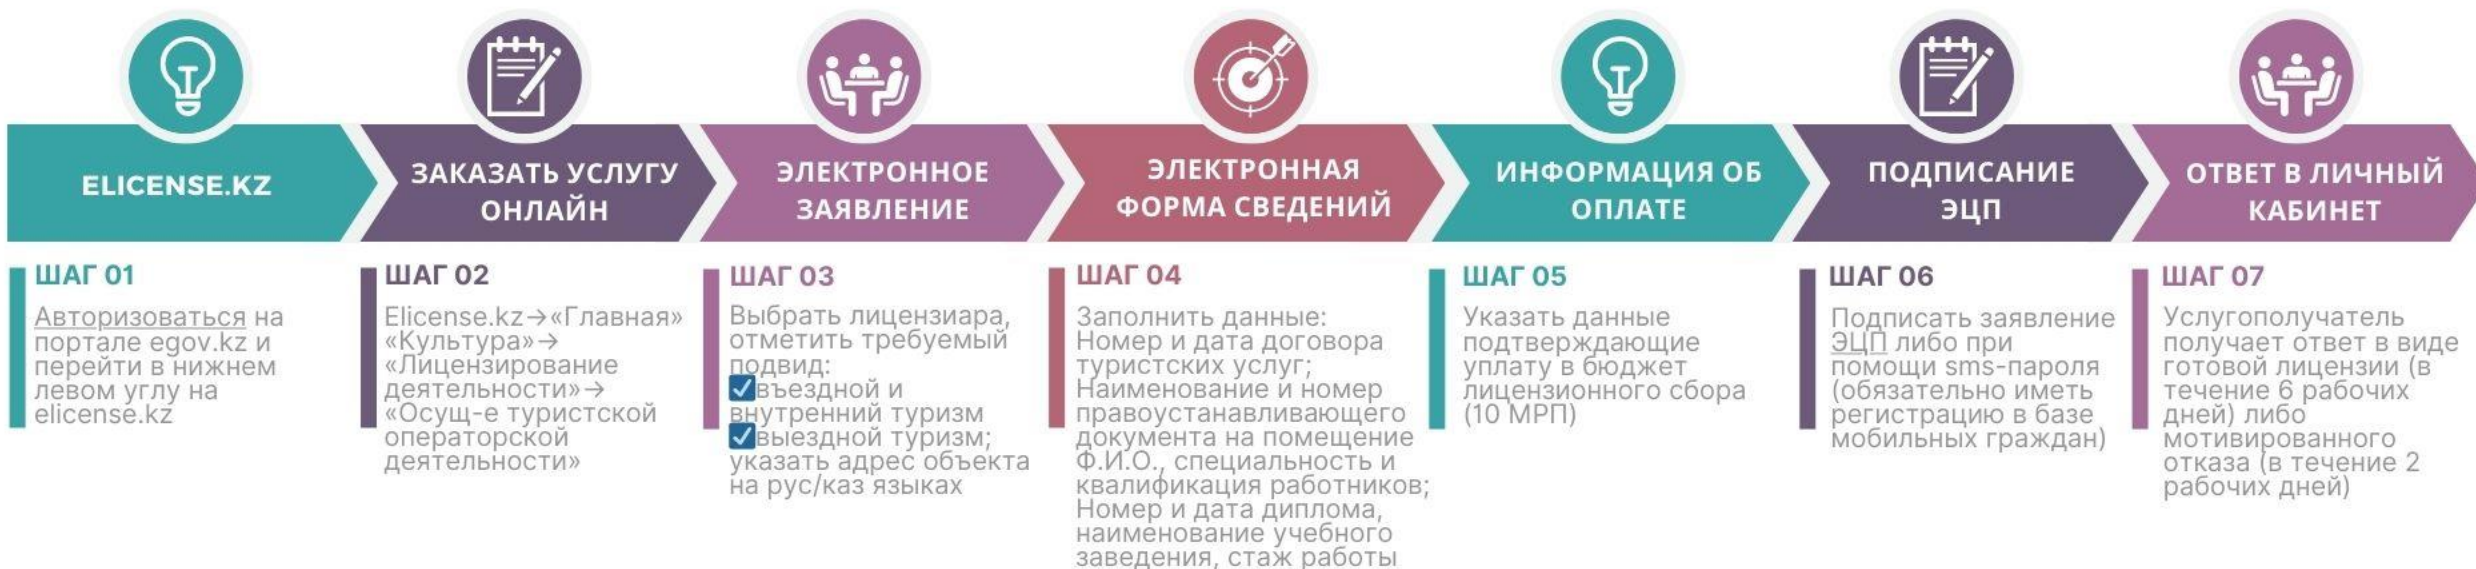 ELICENSE.KZ
ЗАКАЗАТЬ УСЛУГУ
ОНЛАЙН
ЭЛЕКТРОННОЕ
ЗАЯВЛЕНИЕ
ЭЛЕКТРОННАЯ
ФОРМА СВЕДЕНИЙ
ИНФОРМАЦИЯ ОБ
ОПЛАТЕ
ПОДПИСАНИЕ
ЭЦП
ОТВЕТ В ЛИЧНЫЙ
КАБИНЕТ
ШАГ 01
Авторизоваться на
портале egov.kz и
перейти в нижнем
левом углу на
elicense.kz
ШАГ 02
Elicense.kz→«Главная»
«Культура»→
«Лицензирование
деятельности»→
«Осущ-е туристской
операторской
деятельности»
ШАГ 03
Выбрать лицензиара,
отметить требуемый
подвид:
☑въездной и
внутренний туризм
☑выездной туризм;
указать адрес объекта
на рус/каз языках
ШАГ 04
Заполнить данные:
Номер и дата договора
туристских услуг;
Наименование и номер
правоустанавливающего
документа на помещение
Ф.И.О., специальность и
квалификация работников;
Номер и дата диплома,
наименование учебного
заведения, стаж работы
ШАГ 05
Указать данные
подтверждающие
уплату в бюджет
лицензионного сбора
(10 МРП)
ШАГ 06
Подписать заявление
ЭЦП либо при
помощи sms-пароля
(обязательно иметь
регистрацию в базе
мобильных граждан)
ШАГ 07
Услугополучатель
получает ответ в виде
готовой лицензии (в
течение 6 рабочих
дней) либо
мотивированного
отказа (в течение 2
рабочих дней)